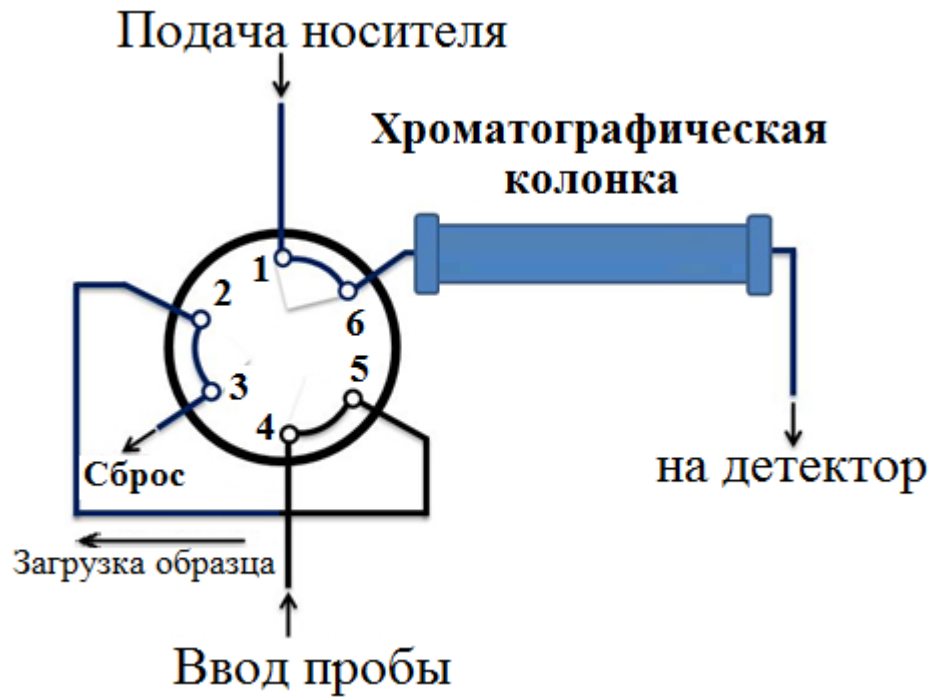 Подача носителя
Хроматографическая
колонка
1
2
6
3
5
4
Сброс
на детектор
Загрузка образца
Ввод пробы